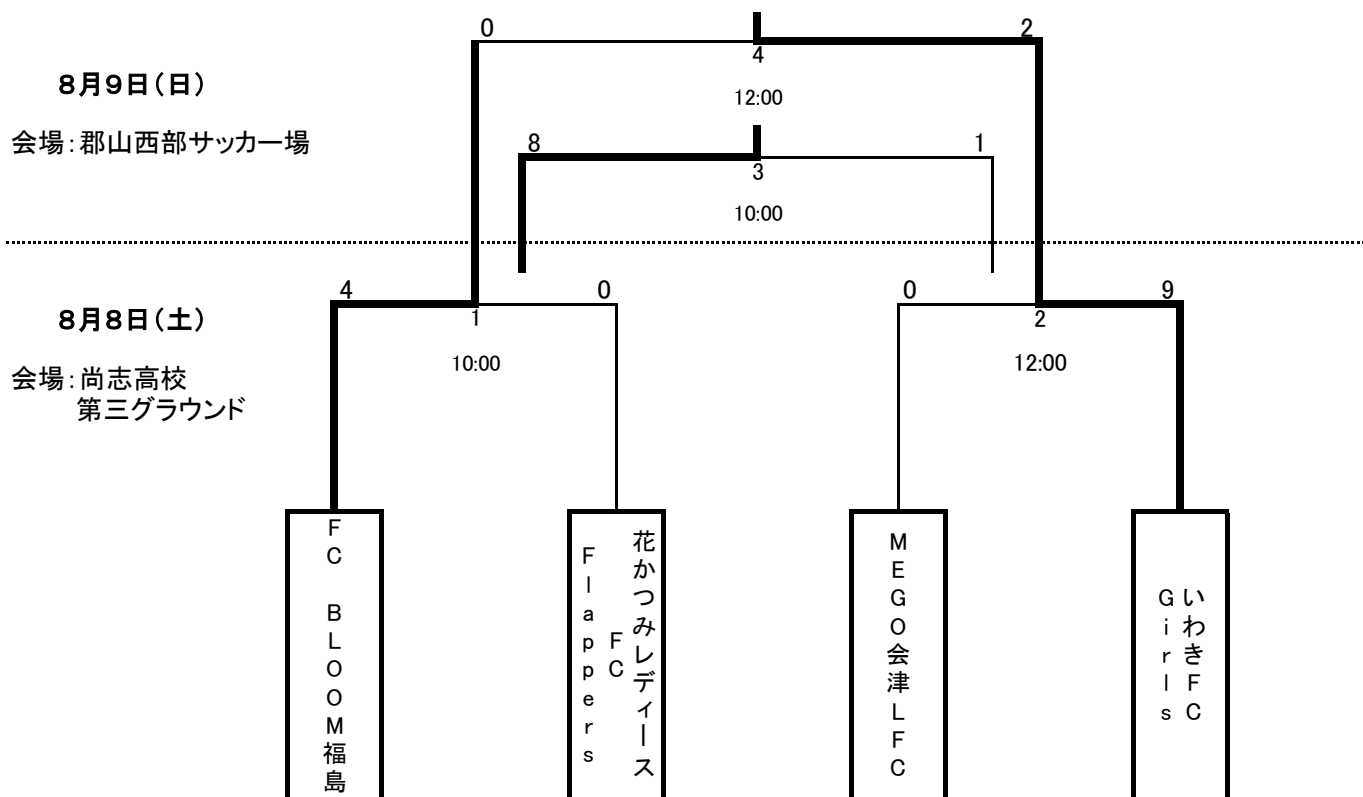 0
2
4
8月9日(日)
12:00
会場:郡山西部サッカー場
8
1
3
10:00
4
0
0
9
8月8日(土)
1
2
10:00
12:00
会場:尚志高校
第三グラウンド
FC BLOOM福島
花かつみレディース
FC
Flappers
MEGO会津LFC
いわきFC
Girls